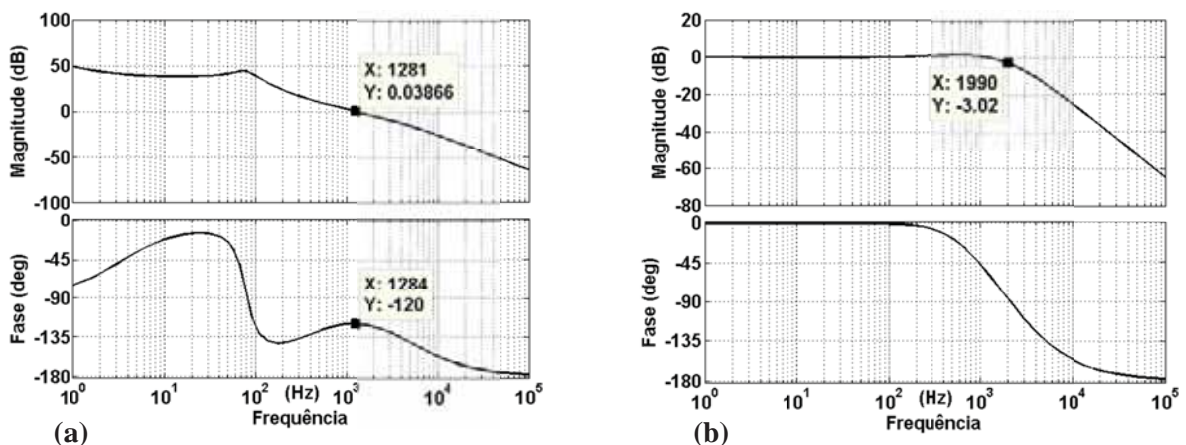 Magnitude (dB)
100
50
0
50
-100
X: 1281
Y: 0.03866
Fase (deg)
0
-45
-90
-135
-180
X: 1284
Y: -120
10^0
10^1
10^2
(Hz)
10^3
10^4
10^5
Frequência
(a)
Magnitude (dB)
20
0
-20
-40
-60
-80
X: 1990
Y: -3.02
Fase (deg)
0
-45
-90
-135
-180
10^0
10^1
10^2
(Hz)
10^3
10^4
10^5
Frequência
(b)